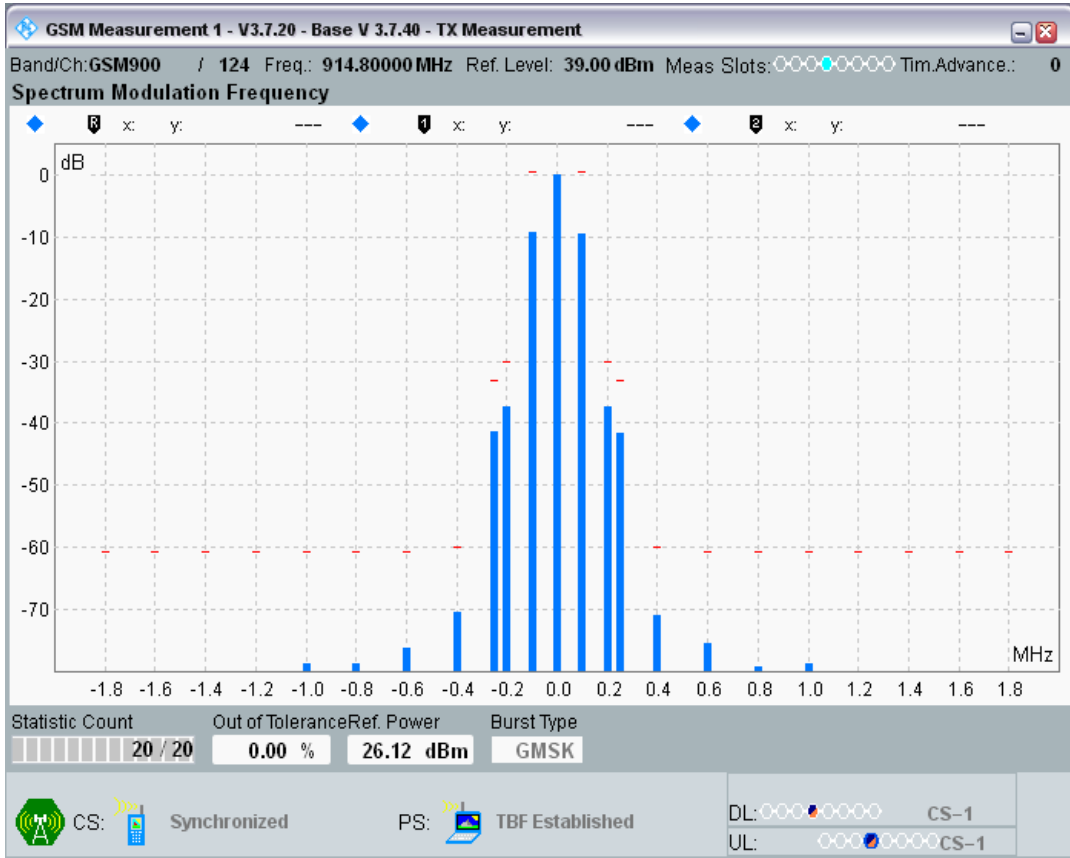 GSM Measurement 1 - V3.7.20 - Base V 3.7.40 - TX Measurement
Band/Ch:GSM900 / 124 Freq.: 914.80000 MHz Ref. Level: 39.00 dBm Meas Slots: Tim.Advance.: 0
Spectrum Modulation Frequency
R x: y: --- 1 x: y: --- 2 x: y: ---
dB
0
-10
-20
-30
-40
-50
-60
-70
MHz
-1.8 -1.6 -1.4 -1.2 -1.0 -0.8 -0.6 -0.4 -0.2 0.0 0.2 0.4 0.6 0.8 1.0 1.2 1.4 1.6 1.8
Statistic Count Out of Tolerance Ref. Power Burst Type
20 / 20 0.00 % 26.12 dBm GMSK
CS: Synchronized PS: TBF Established
DL: CS-1
UL: CS-1